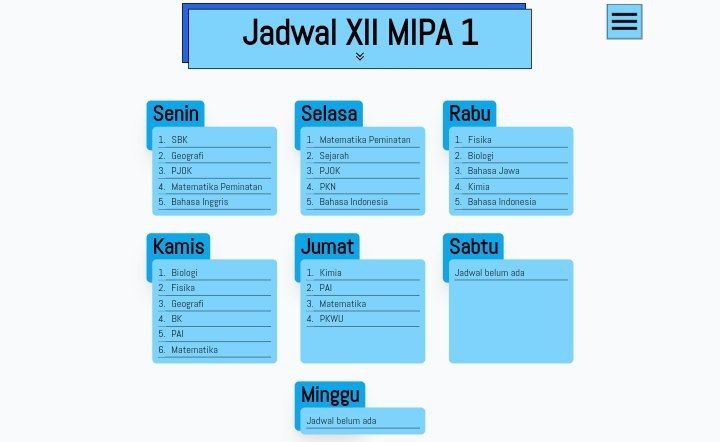 Jadwal XII MIPA 1
Senin
1. SBK
2. Geografi
3. PJOK
4. Matematika Peminatan
5. Bahasa Inggris
Selasa
1. Matematika Peminatan
2. Sejarah
3. PJOK
4. PKN
5. Bahasa Indonesia
Rabu
1. Fisika
2. Biologi
3. Bahasa Jawa
4. Kimia
5. Bahasa Indonesia
Kamis
1. Biologi
2. Fisika
3. Geografi
4. BK
5. PAI
6. Matematika
Jumat
1. Kimia
2. PAI
3. Matematika
4. PKWU
Sabtu
Jadwal belum ada
Minggu
Jadwal belum ada